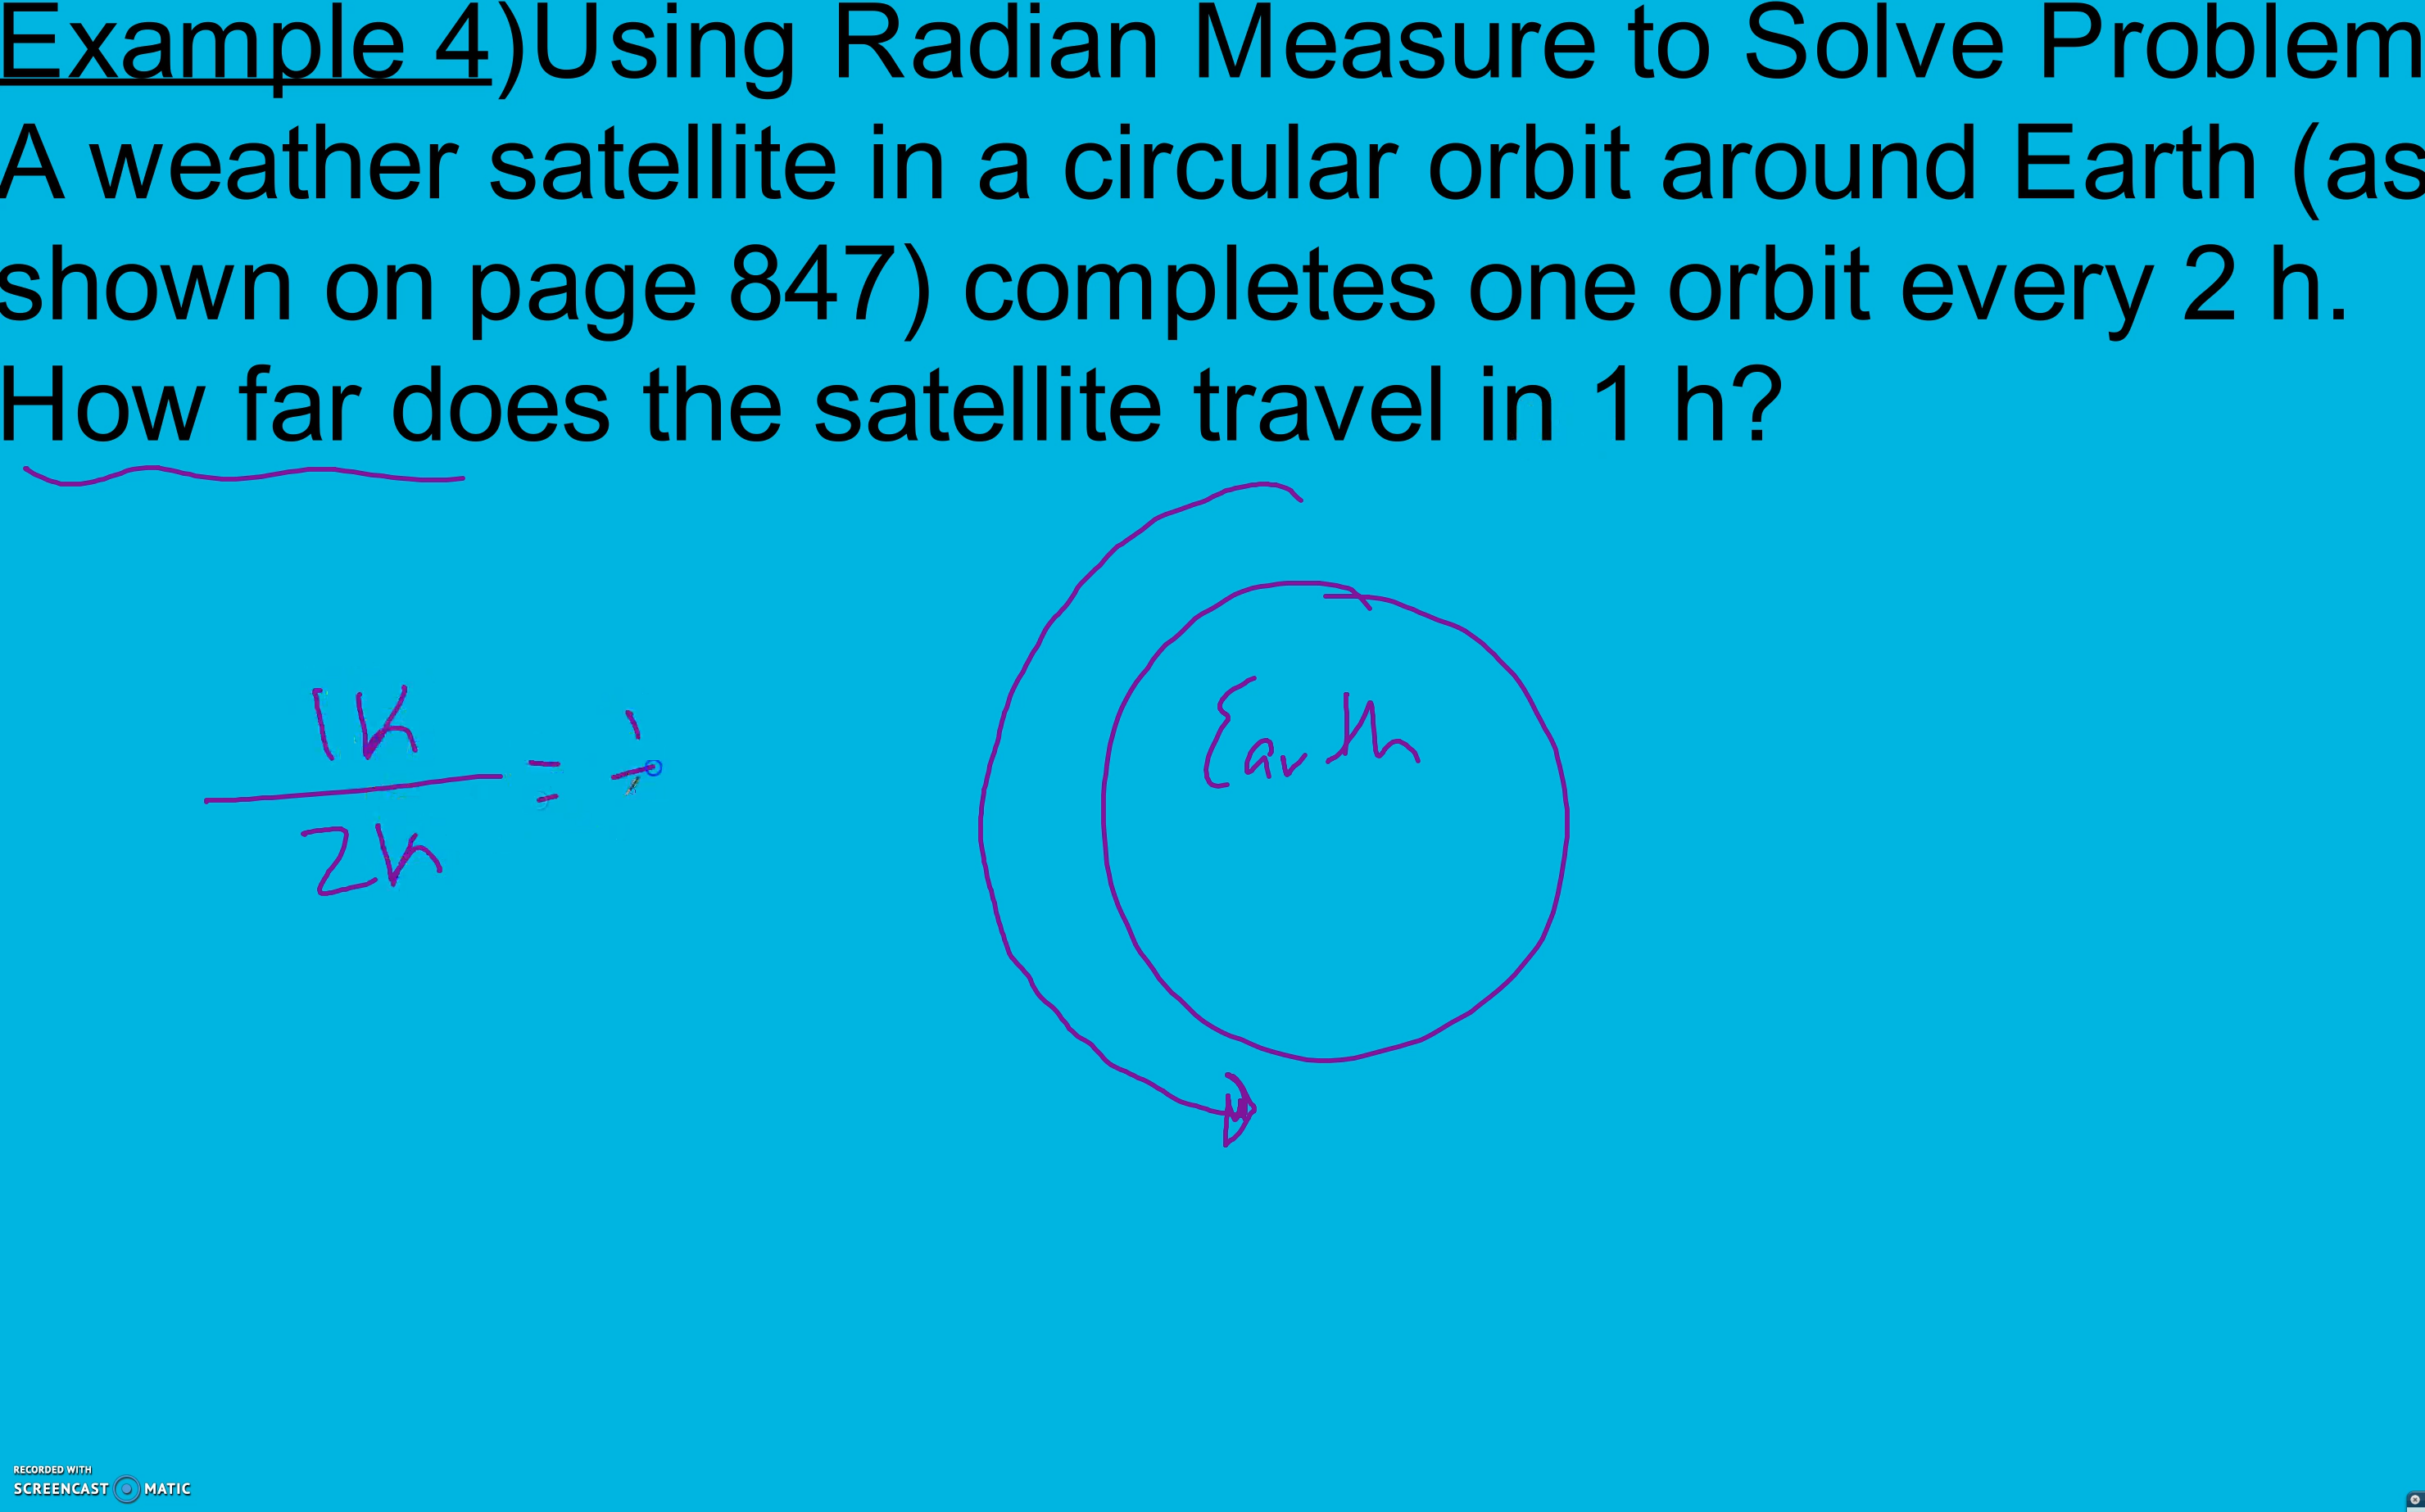 Example 4)Using Radian Measure to Solve Problem
A weather satellite in a circular orbit around Earth (as
shown on page 847) completes one orbit every 2 h.
How far does the satellite travel in 1 h?
Earth
1h
=
2h
RECORDED WITH
SCREENCAST MATIC